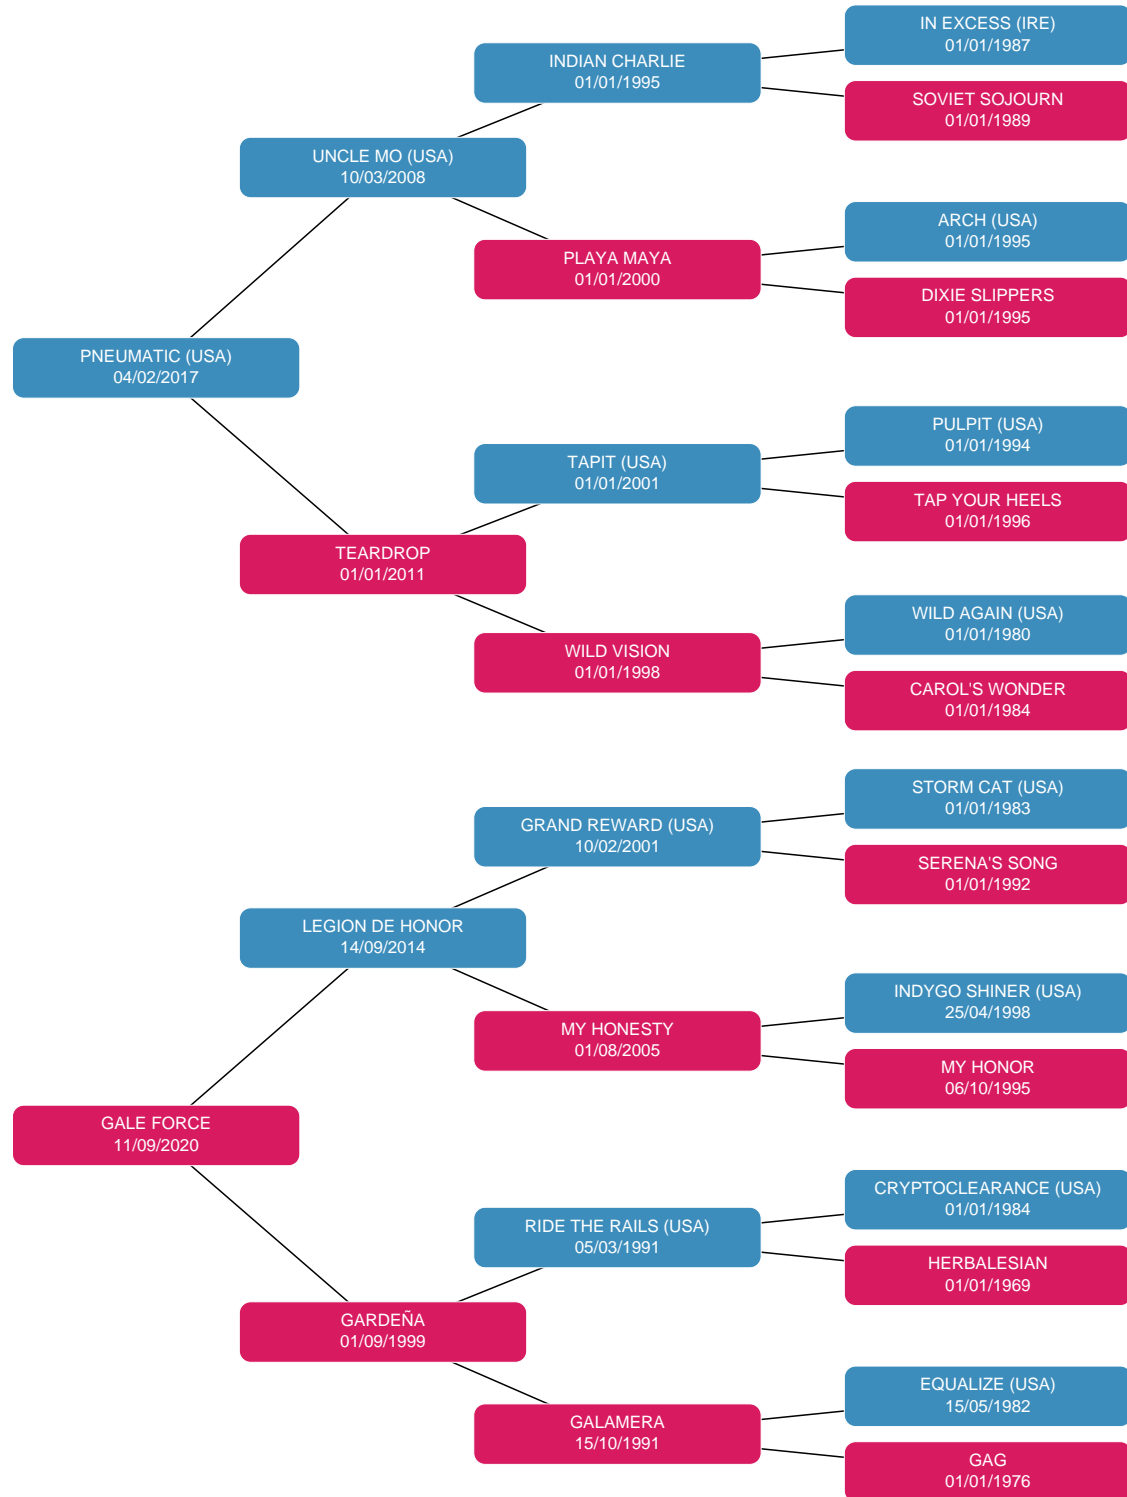 IN EXCESS (IRE)
01/01/1987
INDIAN CHARLIE
01/01/1995
SOVIET SOJOURN
01/01/1989
UNCLE MO (USA)
10/03/2008
ARCH (USA)
01/01/1995
PLAYA MAYA
01/01/2000
DIXIE SLIPPERS
01/01/1995
PNEUMATIC (USA)
04/02/2017
PULPIT (USA)
01/01/1994
TAPIT (USA)
01/01/2001
TAP YOUR HEELS
01/01/1996
TEARDROP
01/01/2011
WILD AGAIN (USA)
01/01/1980
WILD VISION
01/01/1998
CAROL'S WONDER
01/01/1984
STORM CAT (USA)
01/01/1983
GRAND REWARD (USA)
10/02/2001
SERENA'S SONG
01/01/1992
LEGION DE HONOR
14/09/2014
INDYGO SHINER (USA)
25/04/1998
MY HONESTY
01/08/2005
MY HONOR
06/10/1995
GALE FORCE
11/09/2020
CRYPTOCLEARANCE (USA)
01/01/1984
RIDE THE RAILS (USA)
05/03/1991
HERBALESIAN
01/01/1969
GARDEÑA
01/09/1999
EQUALIZE (USA)
15/05/1982
GALAMERA
15/10/1991
GAG
01/01/1976